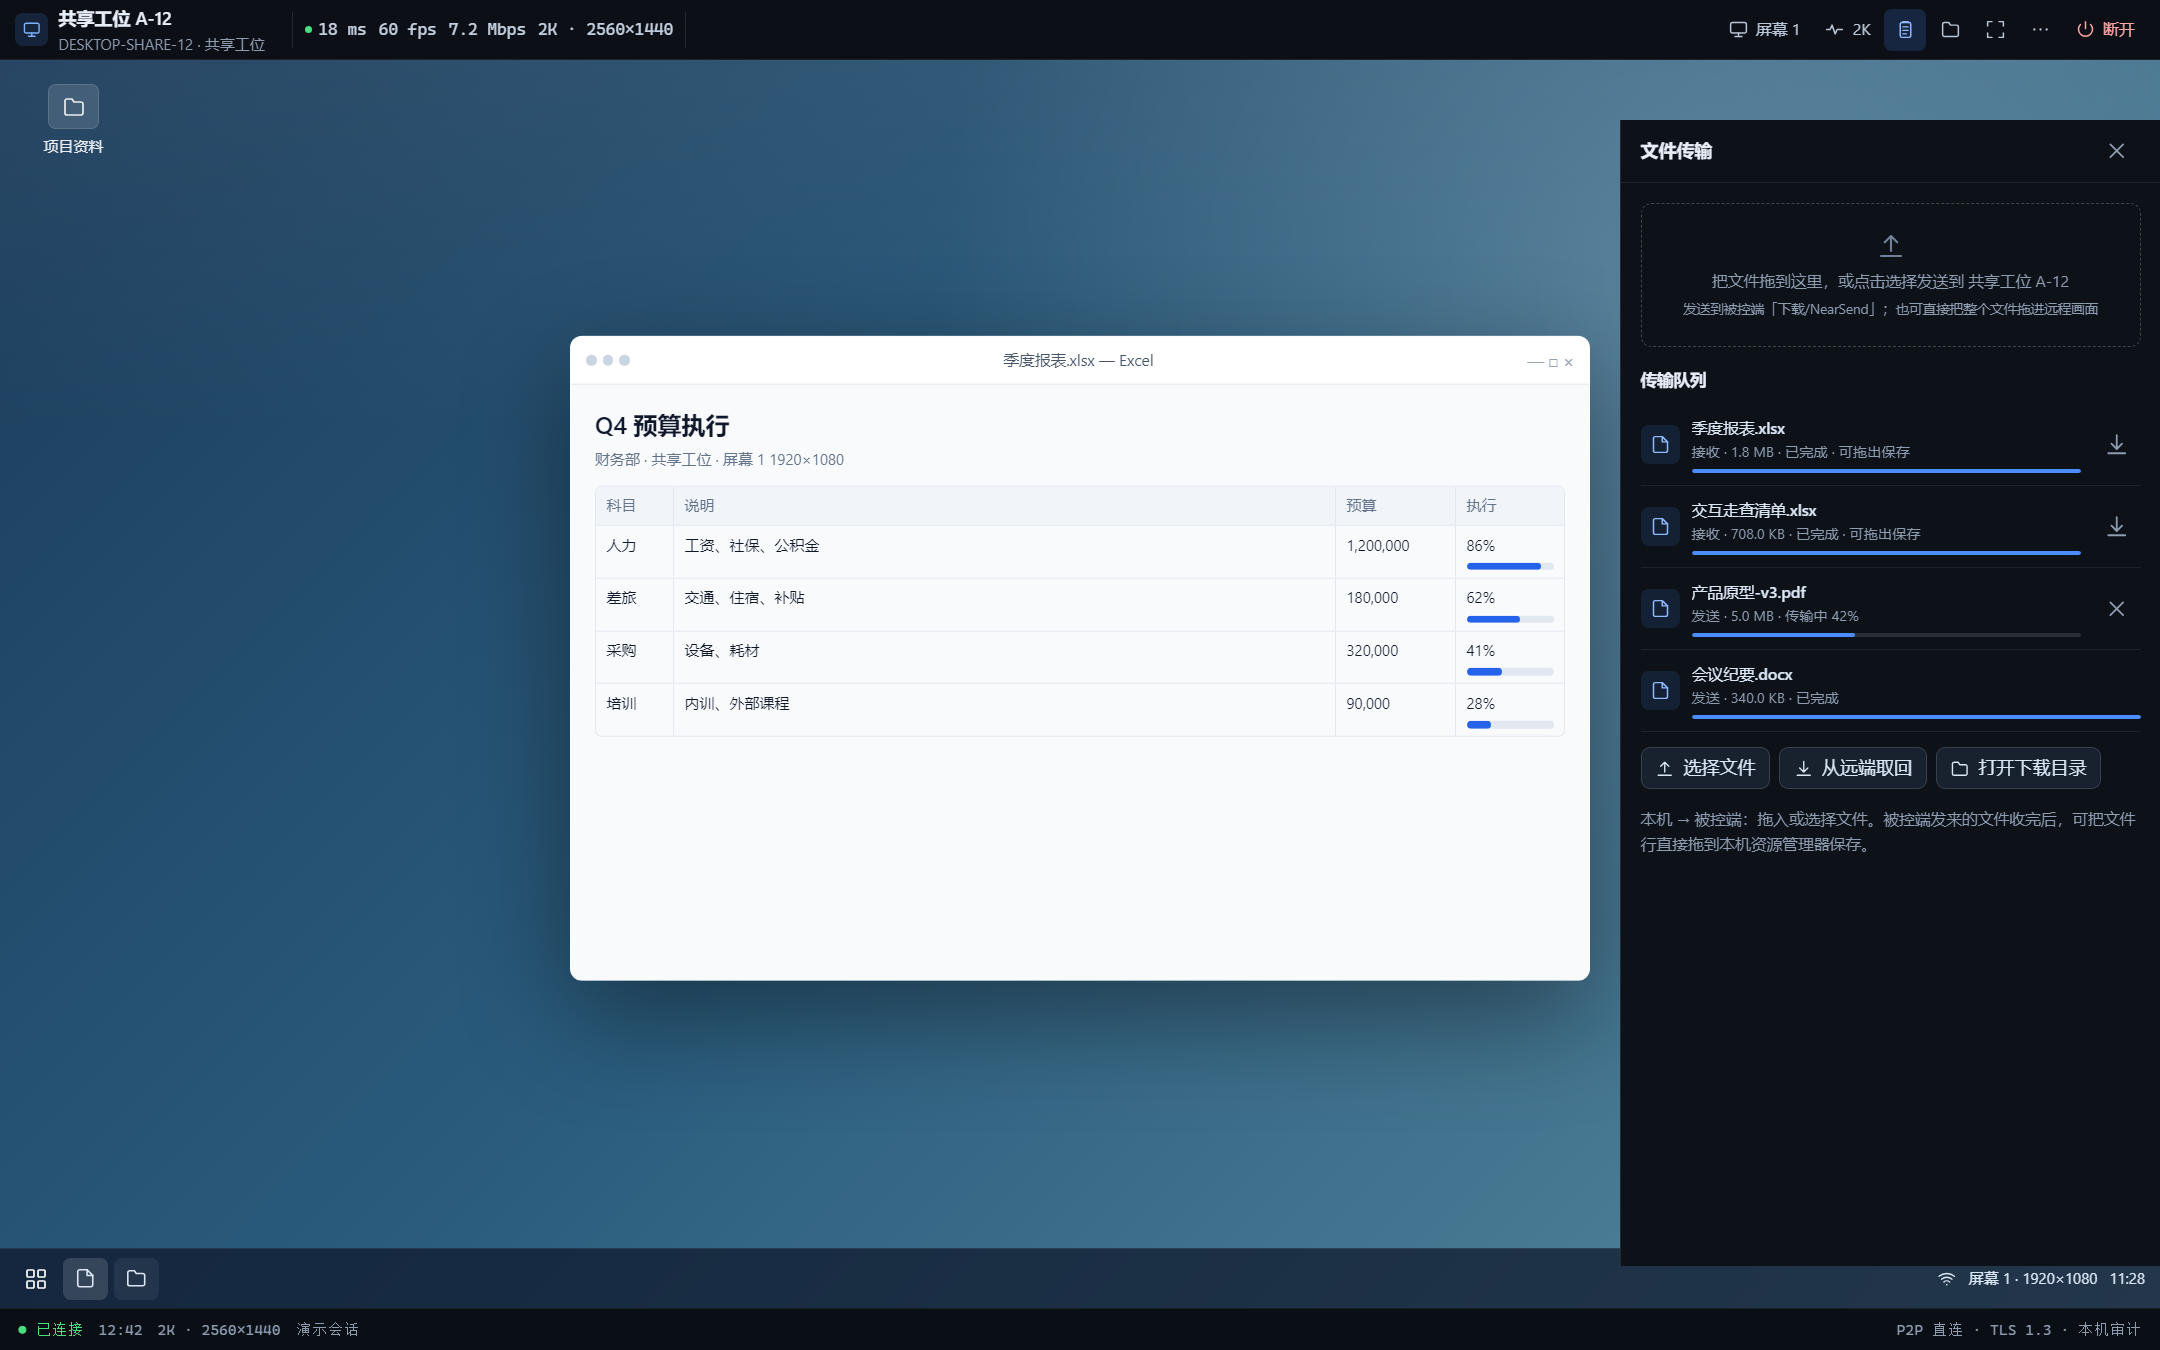 共享工位 A-12
DESKTOP-SHARE-12 · 共享工位
18 ms 60 fps 7.2 Mbps 2K · 2560×1440
屏幕 1
2K
断开
项目资料
季度报表.xlsx — Excel
Q4 预算执行
财务部 · 共享工位 · 屏幕 1 1920×1080
科目 说明 预算 执行
人力 工资、社保、公积金 1,200,000 86%
差旅 交通、住宿、补贴 180,000 62%
采购 设备、耗材 320,000 41%
培训 内训、外部课程 90,000 28%
文件传输
把文件拖到这里，或点击选择发送到 共享工位 A-12
发送到被控端「下载/NearSend」；也可直接把整个文件拖进远程画面
传输队列
季度报表.xlsx
接收 · 1.8 MB · 已完成 · 可拖出保存
交互走查清单.xlsx
接收 · 708.0 KB · 已完成 · 可拖出保存
产品原型-v3.pdf
发送 · 5.0 MB · 传输中 42%
会议纪要.docx
发送 · 340.0 KB · 已完成
选择文件 从远端取回 打开下载目录
本机 → 被控端：拖入或选择文件。被控端发来的文件收完后，可把文件
行直接拖到本机资源管理器保存。
屏幕 1 · 1920×1080 11:28
已连接 12:42 2K · 2560×1440 演示会话
P2P 直连 · TLS 1.3 · 本机审计